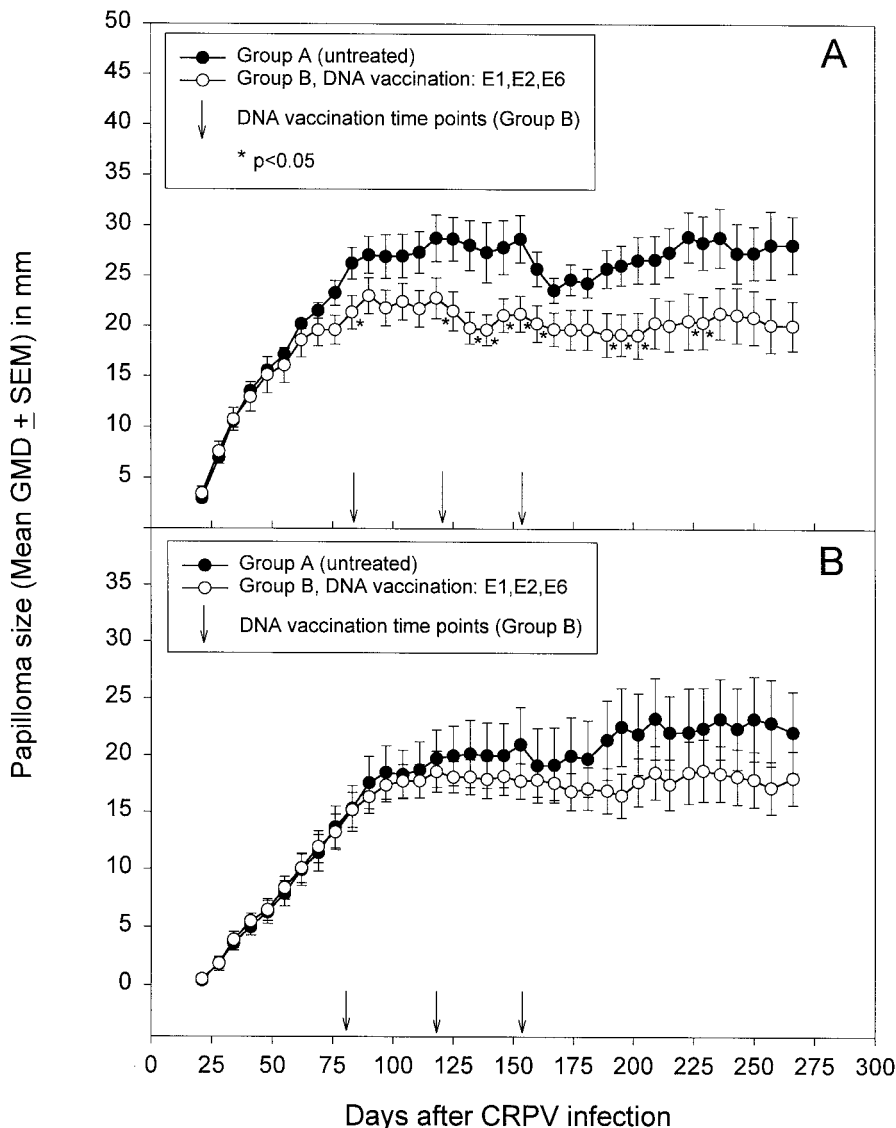 Papilloma size (Mean GMD ± SEM) in mm
50
45
40
35
30
25
20
15
10
5
A
Group A (untreated)
Group B, DNA vaccination: E1,E2,E6
DNA vaccination time points (Group B)
* p<0.05
* * * * * * * * * * * *
35
30
25
20
15
10
5
0
B
Group A (untreated)
Group B, DNA vaccination: E1,E2,E6
DNA vaccination time points (Group B)
0 25 50 75 100 125 150 175 200 225 250 275 300
Days after CRPV infection